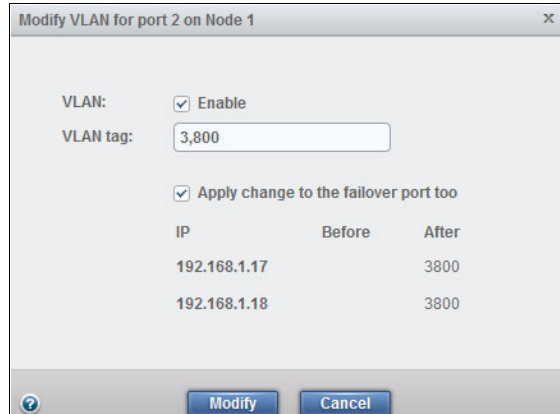 Modify VLAN for port 2 on Node 1 x
VLAN: Enable
VLAN tag: 3,800
Apply change to the failover port too
IP Before After
192.168.1.17 3800
192.168.1.18 3800
? Modify Cancel